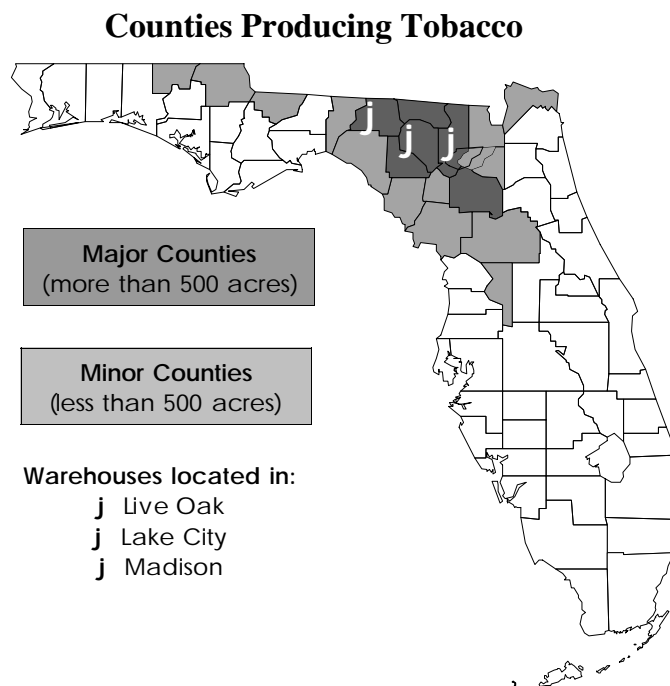 Counties Producing Tobacco
j j j
Major Counties
(more than 500 acres)
Minor Counties
(less than 500 acres)
Warehouses located in:
j Live Oak
j Lake City
j Madison